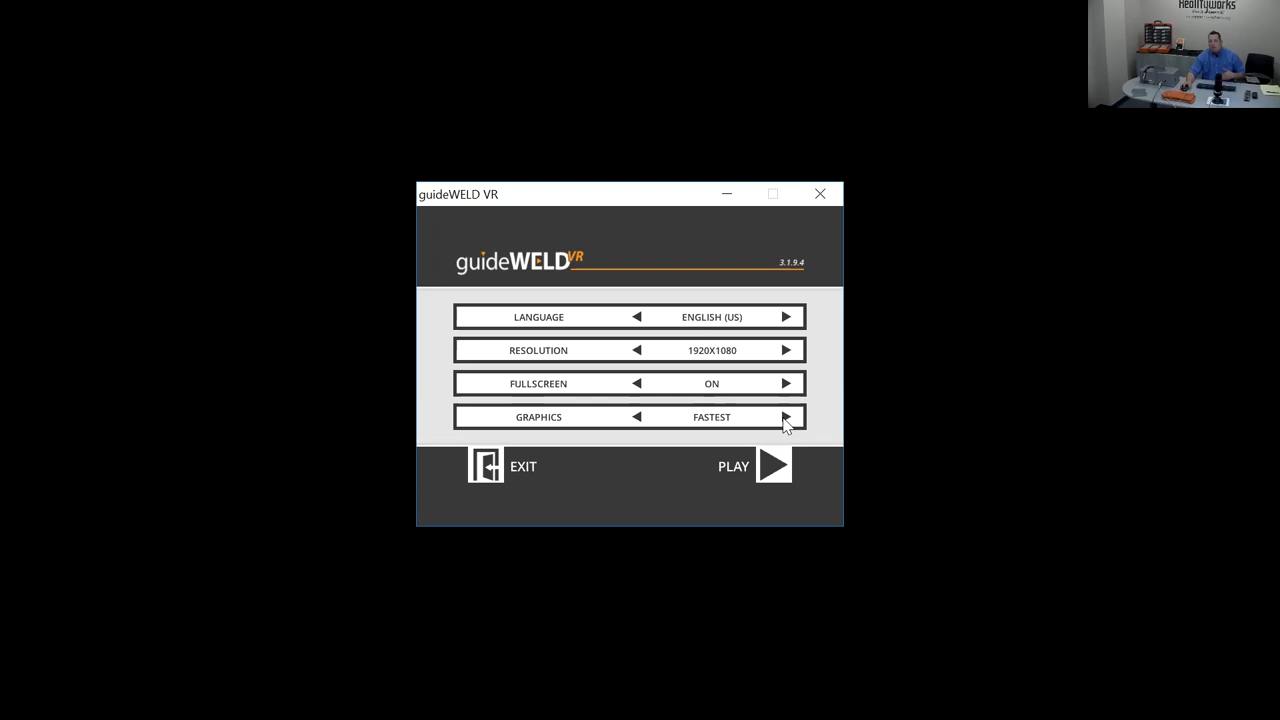 Realityworks
guideWELD VR
guideWELD VR
3.1.9.4
LANGUAGE ENGLISH (US)
RESOLUTION 1920X1080
FULLSCREEN ON
GRAPHICS FASTEST
EXIT PLAY